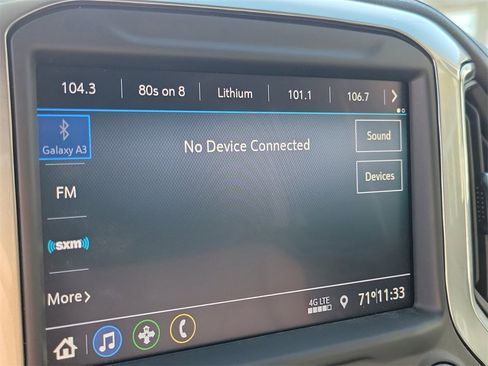 104.3 80s on 8 Lithium 101.1 106.7
Galaxy A3
No Device Connected
Sound
Devices
FM
((sxm))
More
4G LTE
71° 11:33